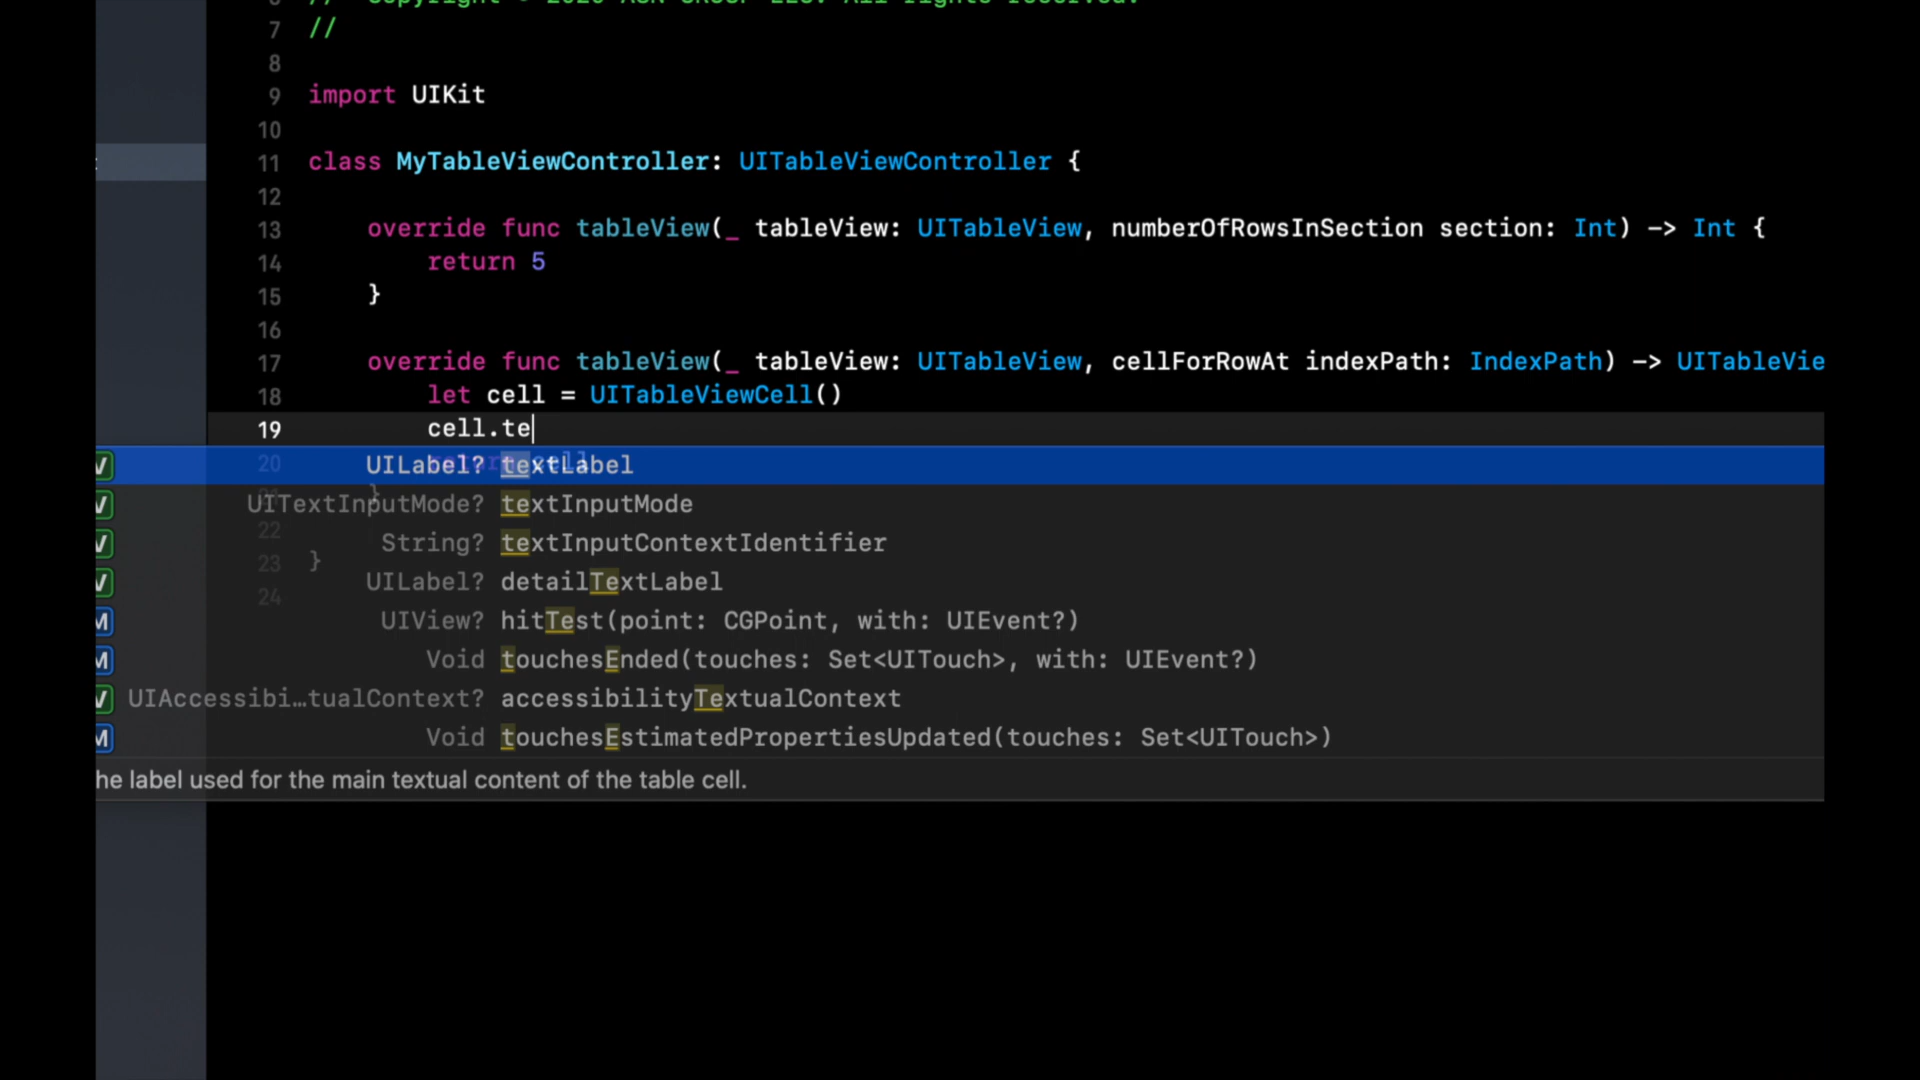 7 //
8
9 import UIKit
10
11 class MyTableViewController: UITableViewController {
12
13 override func tableView(_ tableView: UITableView, numberOfRowsInSection section: Int) -> Int {
14 return 5
15 }
16
17 override func tableView(_ tableView: UITableView, cellForRowAt indexPath: IndexPath) -> UITableVie
18 let cell = UITableViewCell()
19 cell.te
20
V UILabel? textLabel
21 }
V UITextInputMode? textInputMode
22
V String? textInputContextIdentifier
23 }
V UILabel? detailTextLabel
24
M UIView? hitTest(point: CGPoint, with: UIEvent?)
M Void touchesEnded(touches: Set<UITouch>, with: UIEvent?)
V UIAccessibi…tualContext? accessibilityTextualContext
M Void touchesEstimatedPropertiesUpdated(touches: Set<UITouch>)
he label used for the main textual content of the table cell.